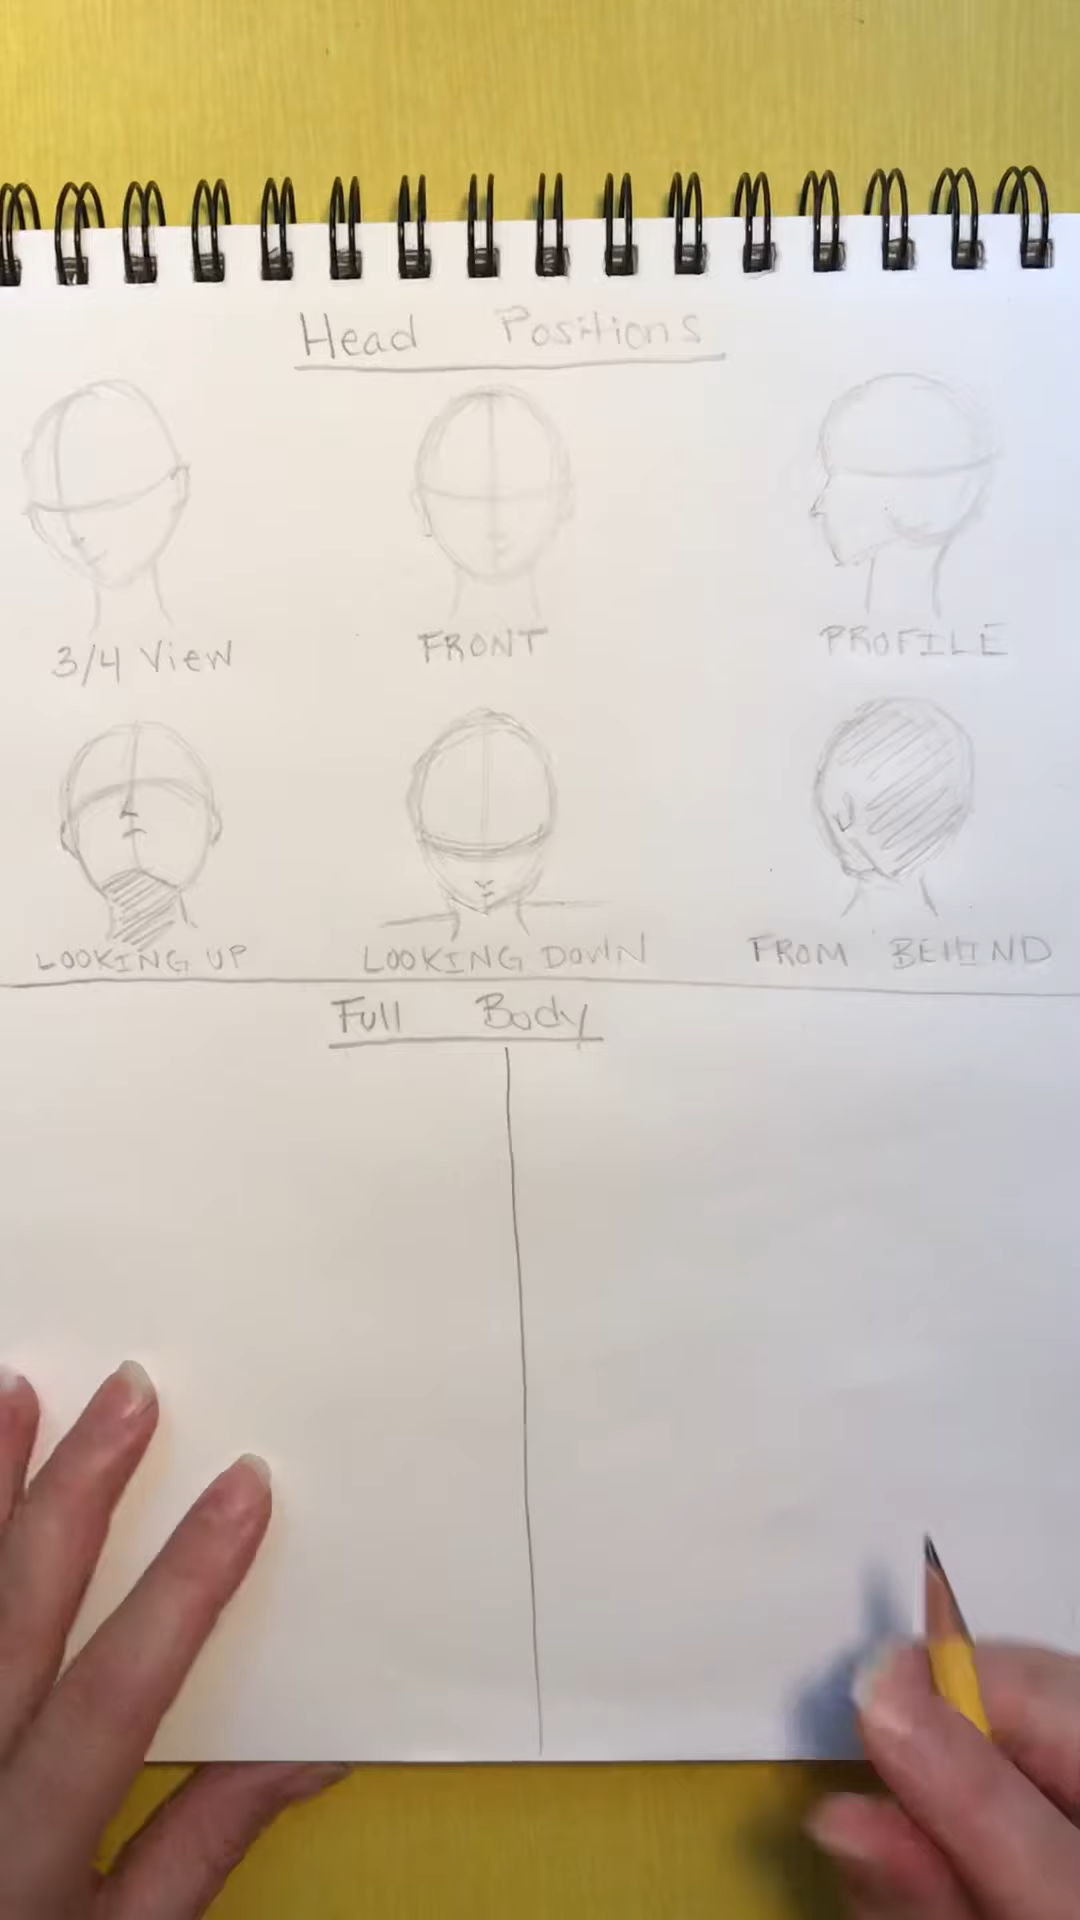 Head Positions
3/4 View
FRONT
PROFILE
LOOKING UP
LOOKING DOWN
FROM BEHIND
Full Body